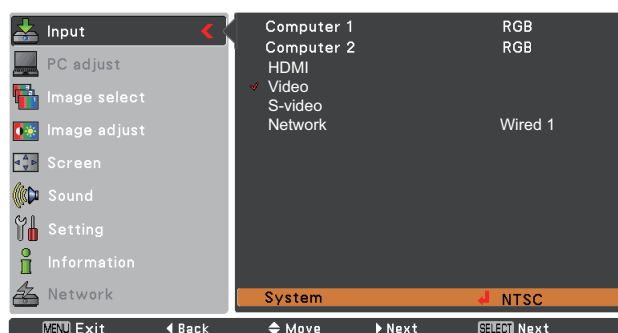 Input
PC adjust
Image select
Image adjust
Screen
Sound
Setting
Information
Network
Computer 1 RGB
Computer 2 RGB
HDMI
Video
S-video
Network Wired 1
System NTSC
MENU Exit Back Move Next SELECT Next